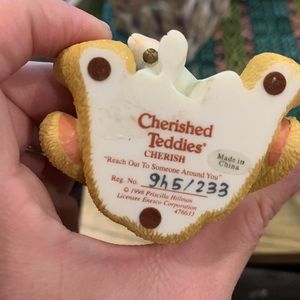 Cherished
Teddies®
CHERISH
"Reach Out To Someone Around You"
Reg. No. 9h5/233
© 1998 Priscilla Hillman
Licensee Enesco Corporation
476633
Made in
China